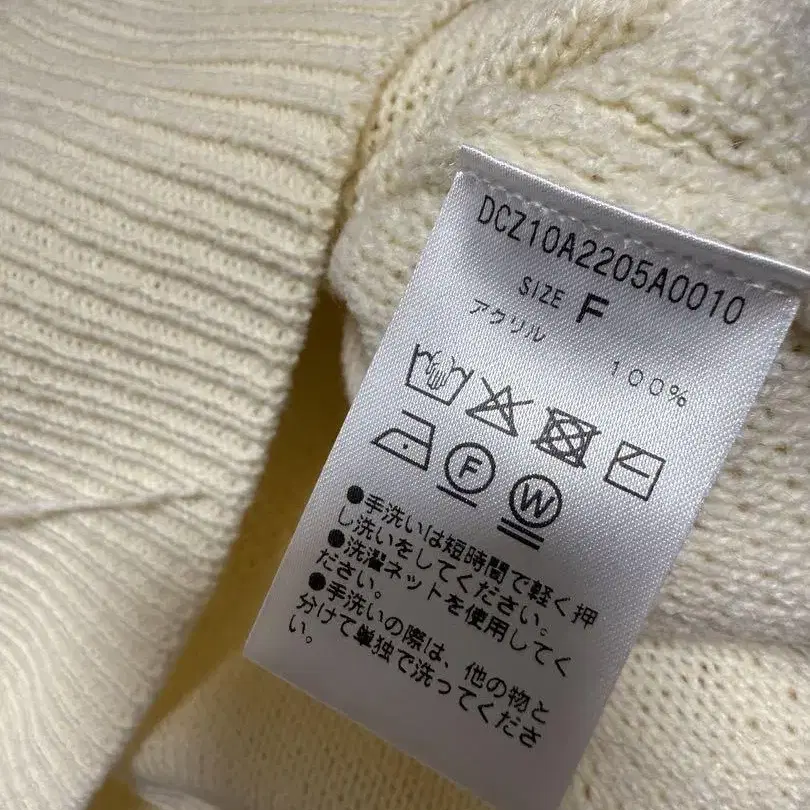 DCZ10A2205A0010
SIZE F
アクリル 100%
F W
●手洗いは短時間で軽く押
し洗いをしてください。
●洗濯ネットを使用してく
ださい。
●手洗いの際は、他の物と
分けて単独で洗ってくださ
い。